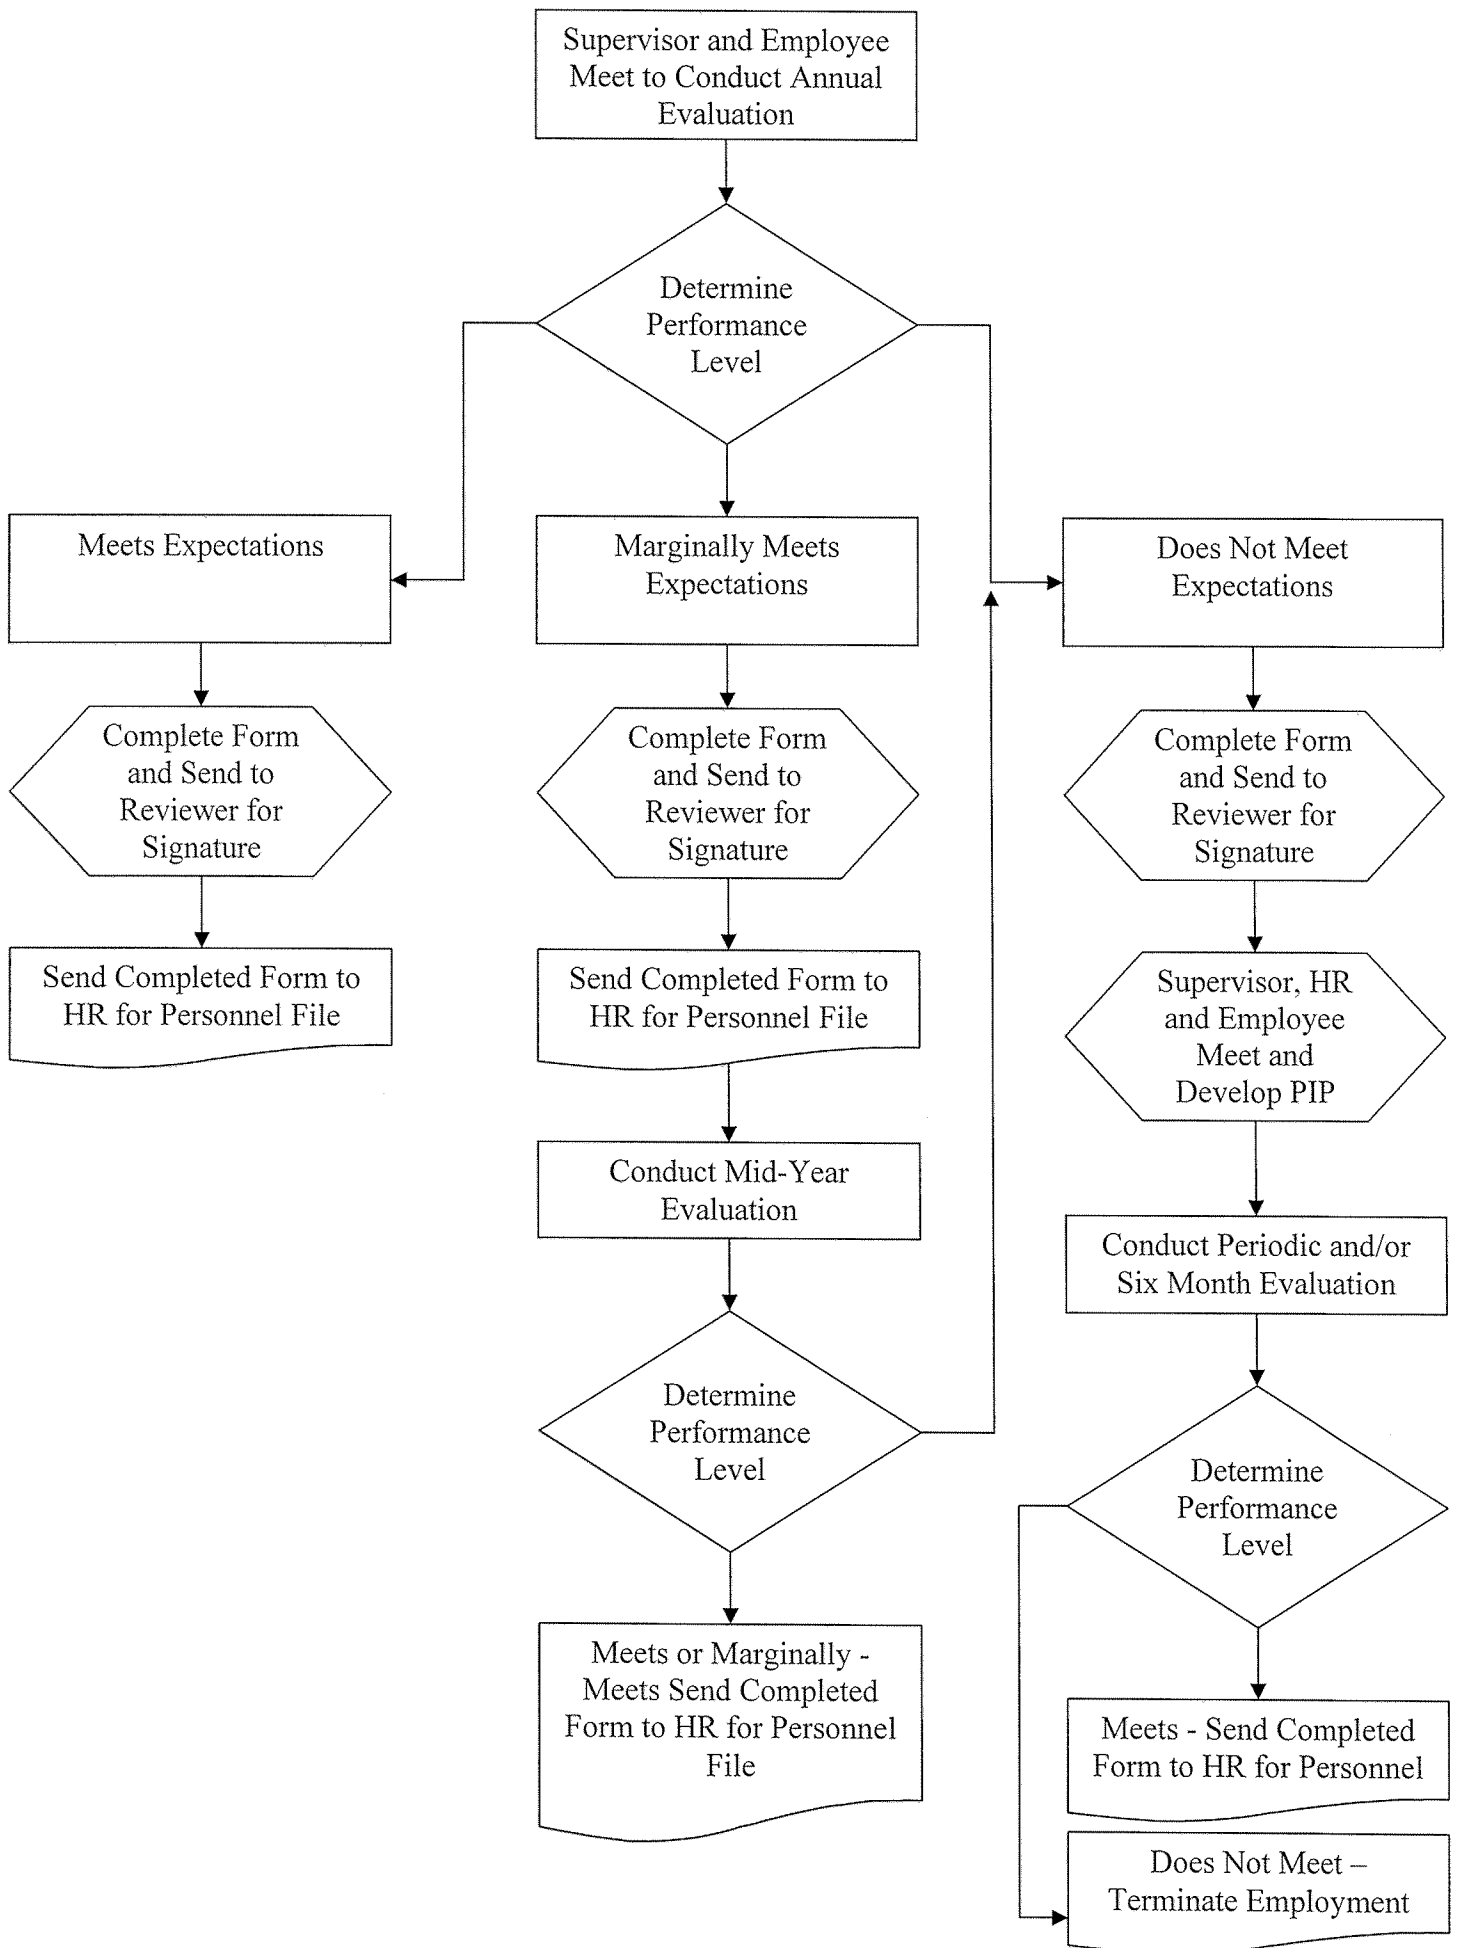 Supervisor and Employee
Meet to Conduct Annual
Evaluation
Determine
Performance
Level
Meets Expectations
Marginally Meets
Expectations
Does Not Meet
Expectations
Complete Form
and Send to
Reviewer for
Signature
Complete Form
and Send to
Reviewer for
Signature
Complete Form
and Send to
Reviewer for
Signature
Send Completed Form to
HR for Personnel File
Send Completed Form to
HR for Personnel File
Supervisor, HR
and Employee
Meet and
Develop PIP
Conduct Mid-Year
Evaluation
Conduct Periodic and/or
Six Month Evaluation
Determine
Performance
Level
Determine
Performance
Level
Meets or Marginally -
Meets Send Completed
Form to HR for Personnel
File
Meets - Send Completed
Form to HR for Personnel
Does Not Meet –
Terminate Employment